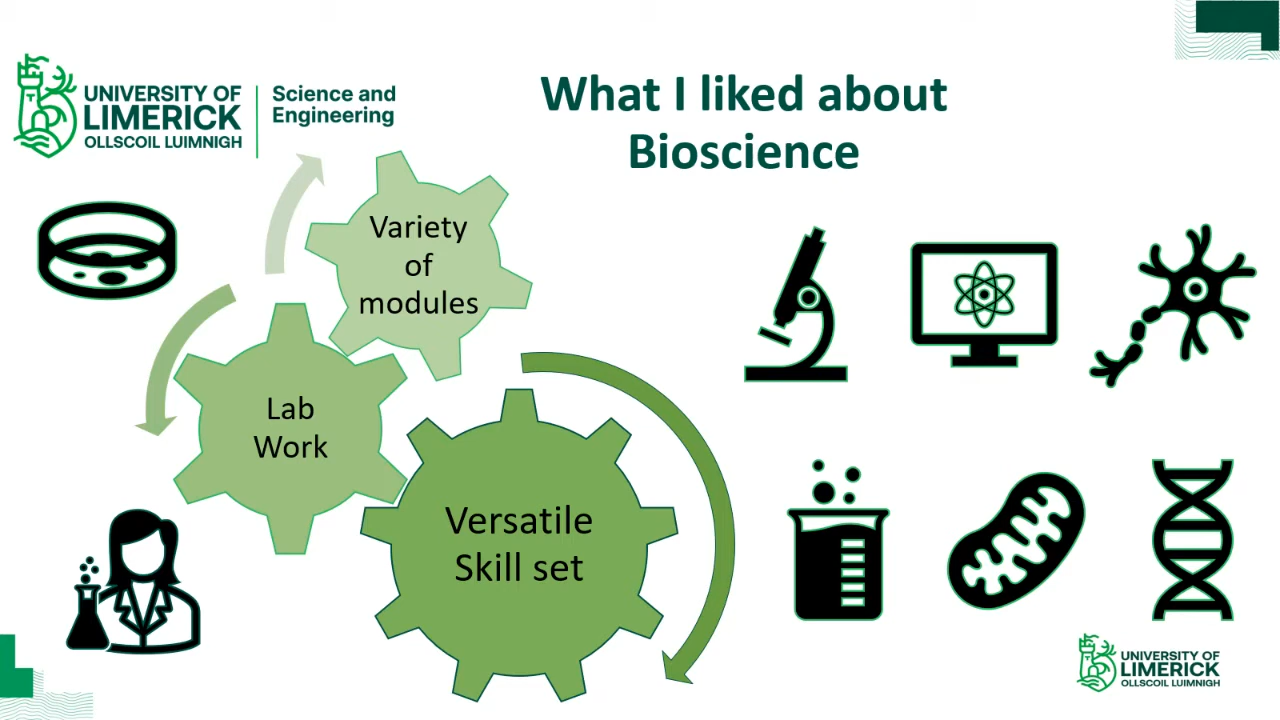 UNIVERSITY OF
LIMERICK
OLLSCOIL LUIMNIGH
Science and
Engineering
What I liked about
Bioscience
Variety
of
modules
Lab
Work
Versatile
Skill set
UNIVERSITY OF
LIMERICK
OLLSCOIL LUIMNIGH